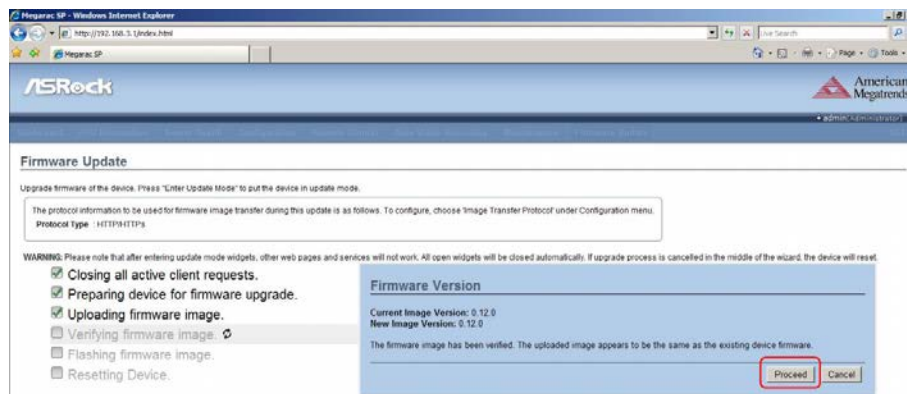 Megarac SP - Windows Internet Explorer
http://192.168.3.1/index.html
Live Search
Megarac SP
Page
Tools
ASRock
American
Megatrends
admin(Administrator)
Firmware Update
Upgrade firmware of the device. Press "Enter Update Mode" to put the device in update mode.
The protocol information to be used for firmware image transfer during this update is as follows. To configure, choose 'Image Transfer Protocol' under Configuration menu.
Protocol Type : HTTP/HTTPs
WARNING: Please note that after entering update mode widgets, other web pages and services will not work. All open widgets will be closed automatically. If upgrade process is cancelled in the middle of the wizard, the device will reset.
Closing all active client requests.
Preparing device for firmware upgrade.
Uploading firmware image.
Verifying firmware image.
Flashing firmware image.
Resetting Device.
Firmware Version
Current Image Version: 0.12.0
New Image Version: 0.12.0
The firmware image has been verified. The uploaded image appears to be the same as the existing device firmware.
Proceed
Cancel